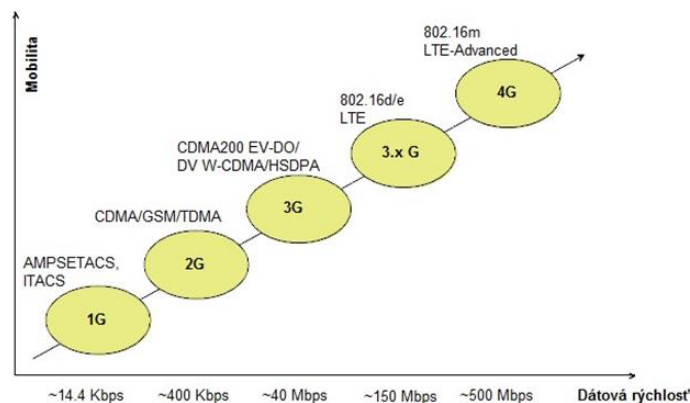 Mobilita
802.16m
LTE-Advanced
4G
802.16d/e
LTE
3.x G
CDMA200 EV-DO/
DV W-CDMA/HSDPA
3G
CDMA/GSM/TDMA
2G
AMPSETACS,
ITACS
1G
~14.4 Kbps ~400 Kbps ~40 Mbps ~150 Mbps ~500 Mbps Dátová rýchlosť